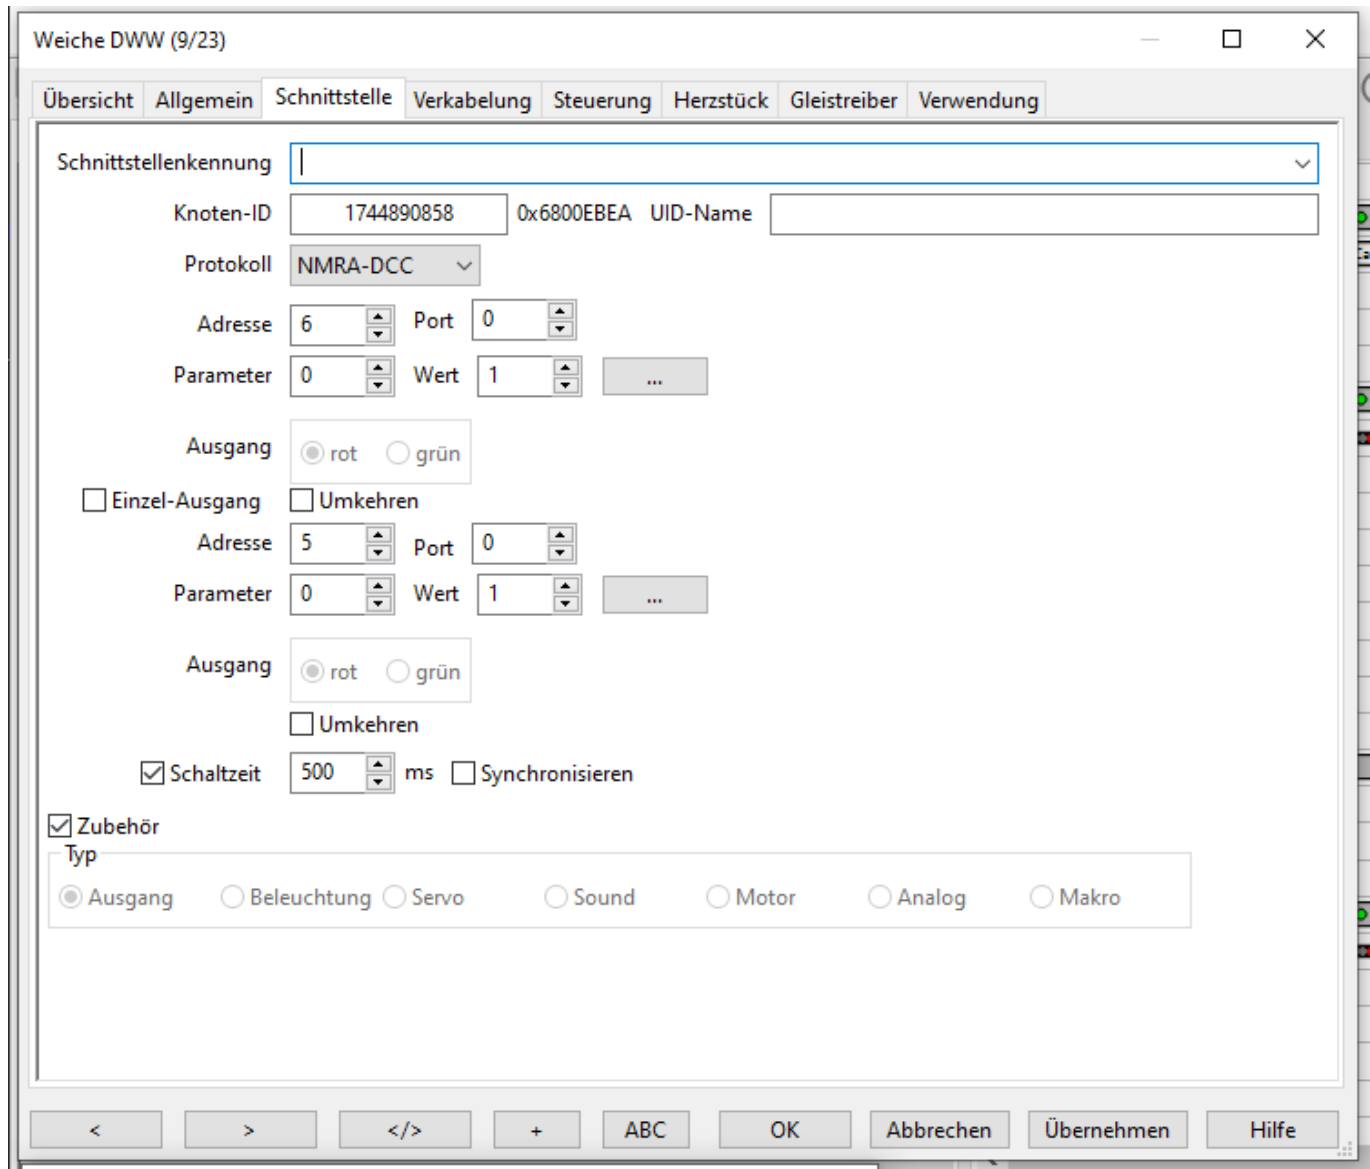 Weiche DWW (9/23)
Übersicht Allgemein Schnittstelle Verkabelung Steuerung Herzstück Gleistreiber Verwendung
Schnittstellenkennung
Knoten-ID 1744890858 0x6800EBEA UID-Name
Protokoll NMRA-DCC
Adresse 6 Port 0
Parameter 0 Wert 1 ...
Ausgang rot grün
Einzel-Ausgang Umkehren
Adresse 5 Port 0
Parameter 0 Wert 1 ...
Ausgang rot grün
Umkehren
Schaltzeit 500 ms Synchronisieren
Zubehör
Typ
Ausgang Beleuchtung Servo Sound Motor Analog Makro
< > </> + ABC OK Abbrechen Übernehmen Hilfe